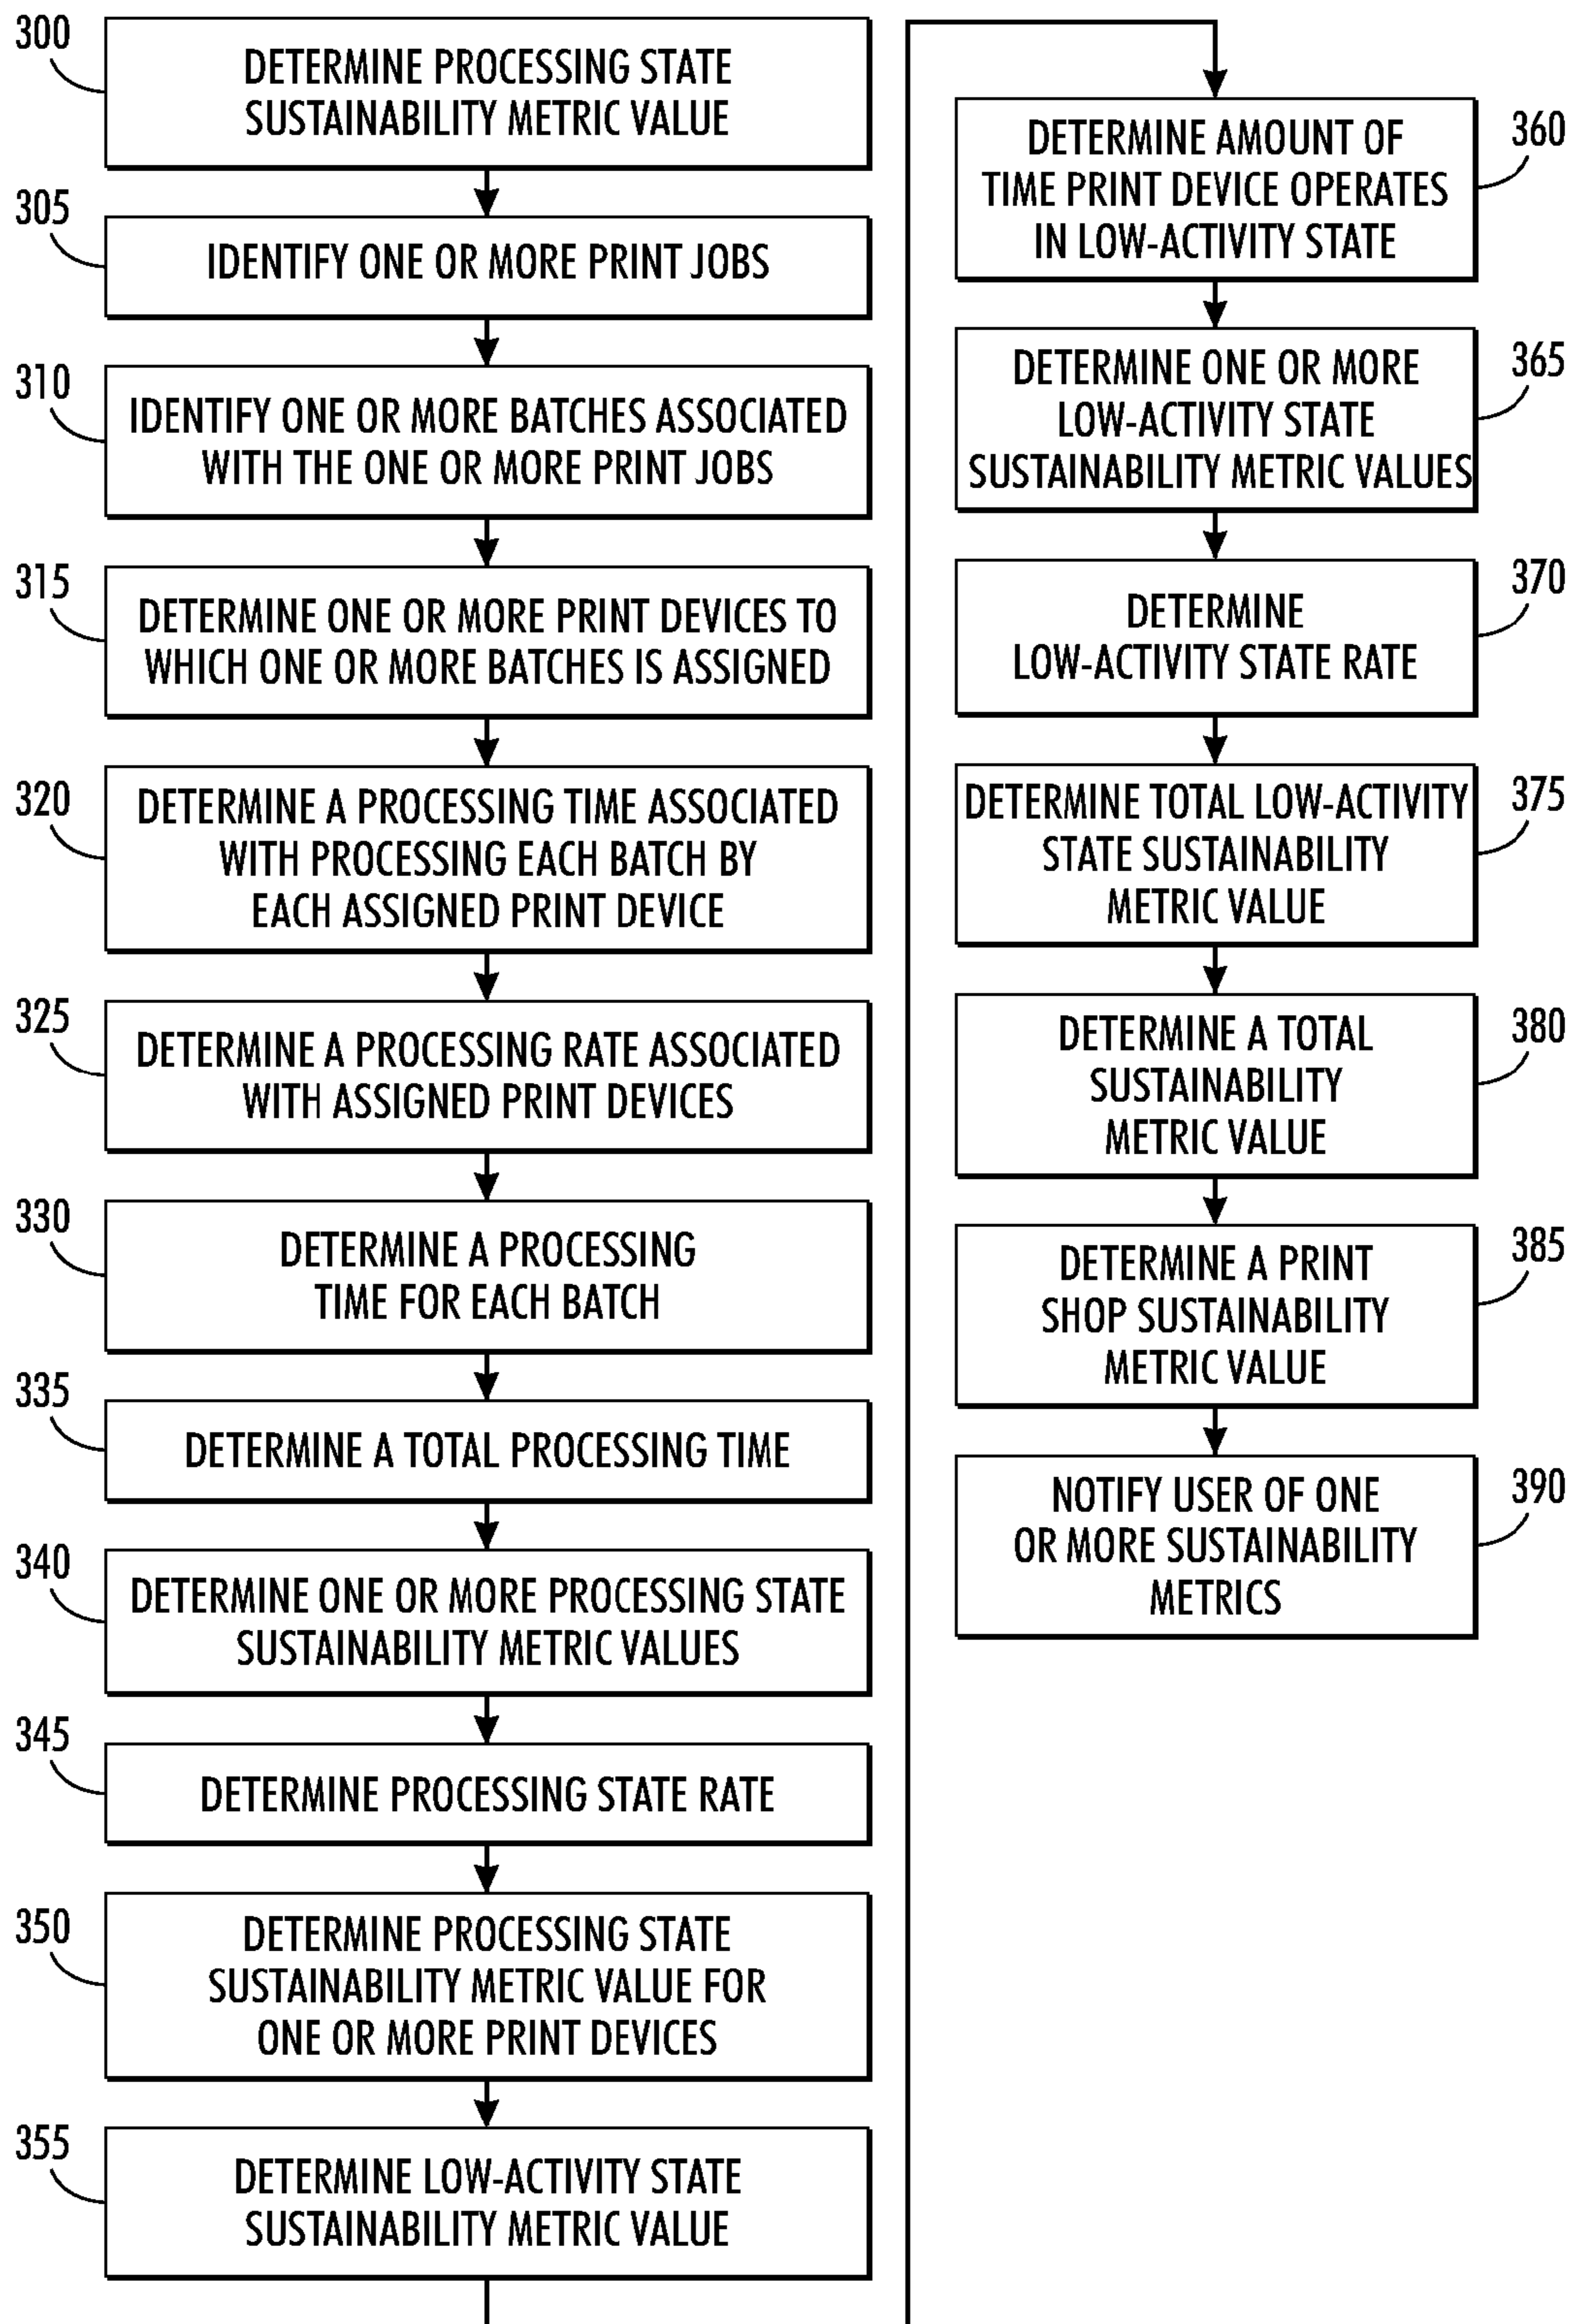 300
DETERMINE PROCESSING STATE
SUSTAINABILITY METRIC VALUE
305
IDENTIFY ONE OR MORE PRINT JOBS
310
IDENTIFY ONE OR MORE BATCHES ASSOCIATED
WITH THE ONE OR MORE PRINT JOBS
315
DETERMINE ONE OR MORE PRINT DEVICES TO
WHICH ONE OR MORE BATCHES IS ASSIGNED
320
DETERMINE A PROCESSING TIME ASSOCIATED
WITH PROCESSING EACH BATCH BY
EACH ASSIGNED PRINT DEVICE
325
DETERMINE A PROCESSING RATE ASSOCIATED
WITH ASSIGNED PRINT DEVICES
330
DETERMINE A PROCESSING
TIME FOR EACH BATCH
335
DETERMINE A TOTAL PROCESSING TIME
340
DETERMINE ONE OR MORE PROCESSING STATE
SUSTAINABILITY METRIC VALUES
345
DETERMINE PROCESSING STATE RATE
350
DETERMINE PROCESSING STATE
SUSTAINABILITY METRIC VALUE FOR
ONE OR MORE PRINT DEVICES
355
DETERMINE LOW-ACTIVITY STATE
SUSTAINABILITY METRIC VALUE
360
DETERMINE AMOUNT OF
TIME PRINT DEVICE OPERATES
IN LOW-ACTIVITY STATE
365
DETERMINE ONE OR MORE
LOW-ACTIVITY STATE
SUSTAINABILITY METRIC VALUES
370
DETERMINE
LOW-ACTIVITY STATE RATE
375
DETERMINE TOTAL LOW-ACTIVITY
STATE SUSTAINABILITY
METRIC VALUE
380
DETERMINE A TOTAL
SUSTAINABILITY
METRIC VALUE
385
DETERMINE A PRINT
SHOP SUSTAINABILITY
METRIC VALUE
390
NOTIFY USER OF ONE
OR MORE SUSTAINABILITY
METRICS